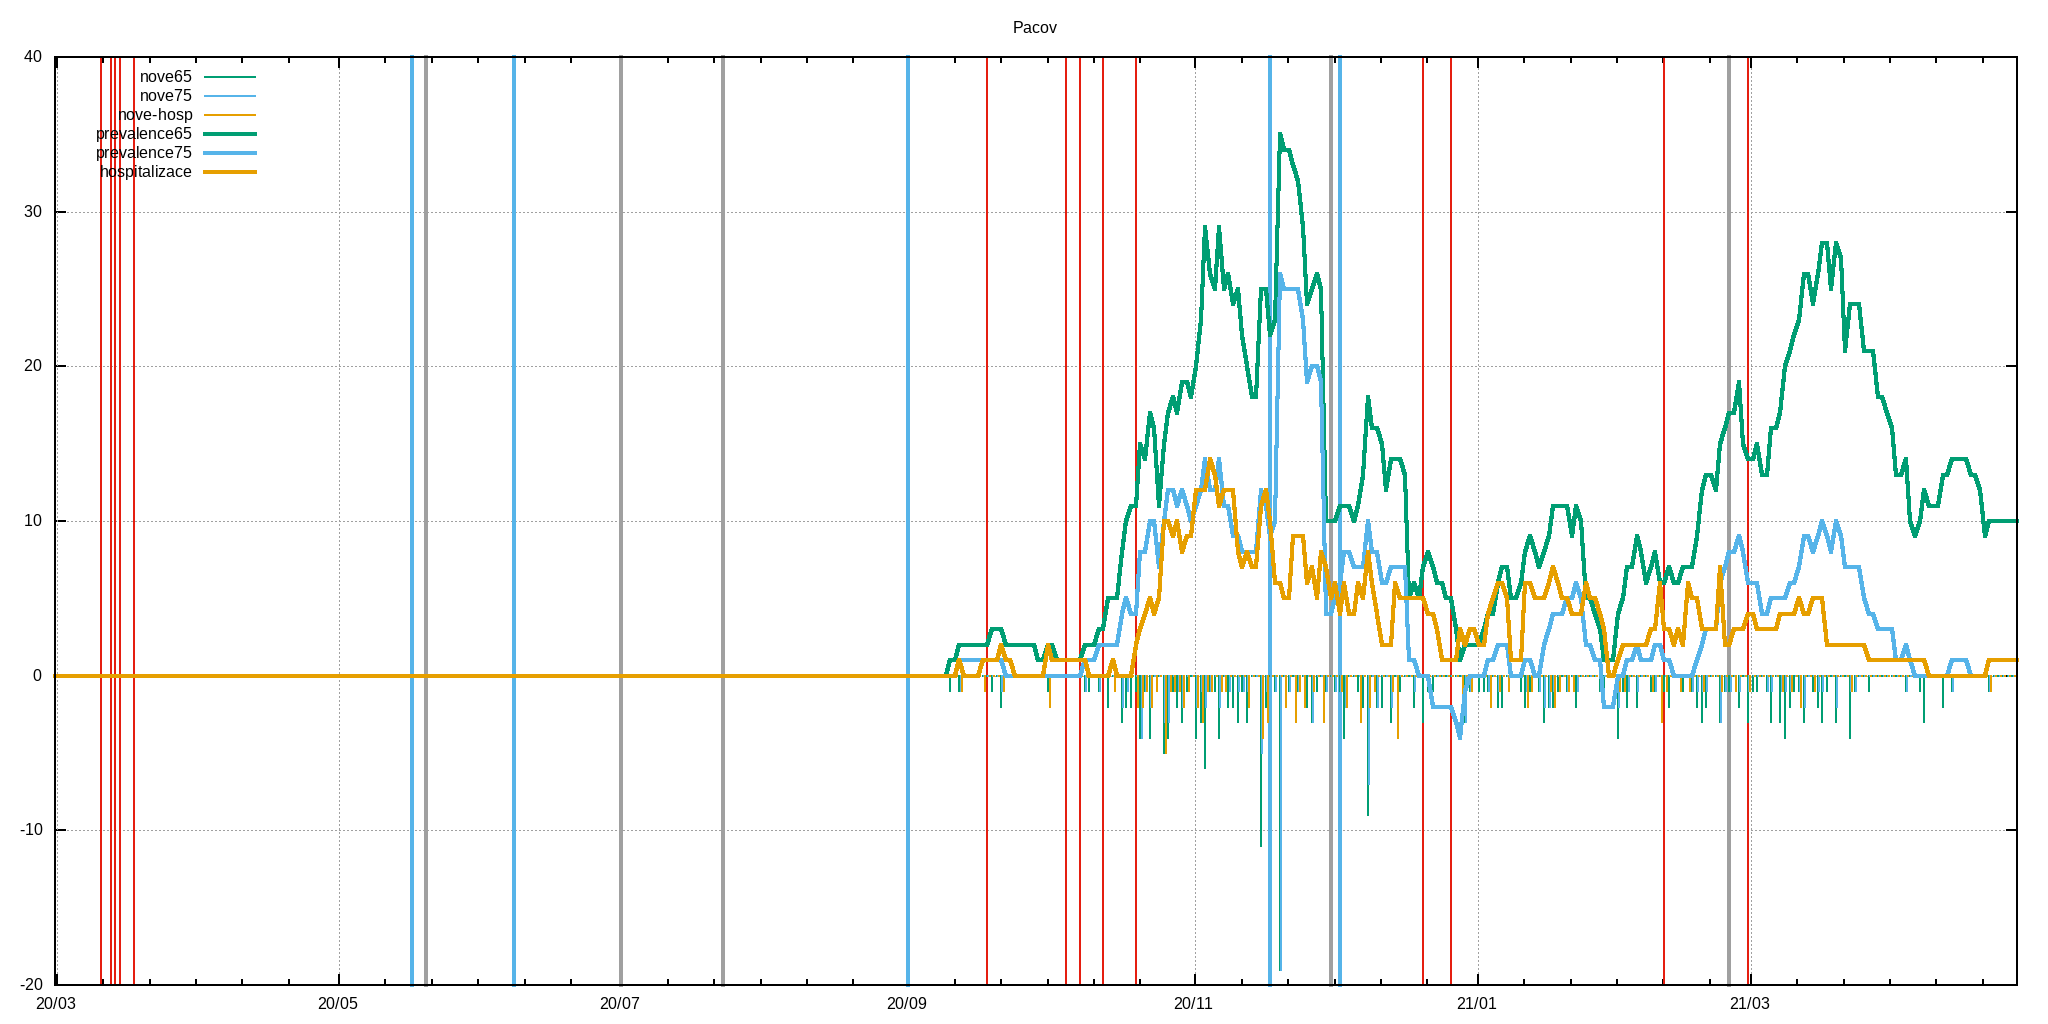 Pacov
40
nove65
nove75
nove-hosp
prevalence65
prevalence75
hospitalizace
30
20
10
0
-10
-20
20/03 20/05 20/07 20/09 20/11 21/01 21/03